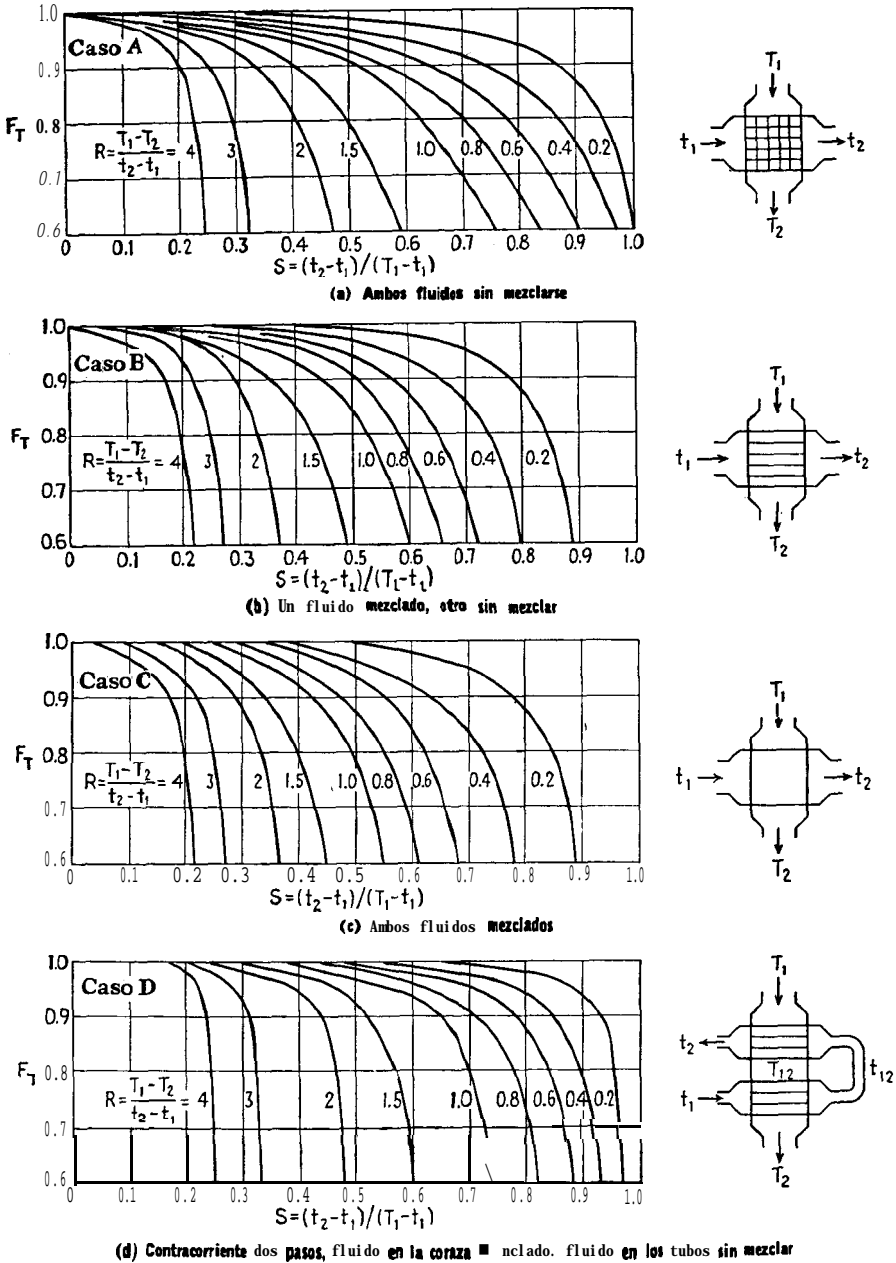 Caso A
F_T
1.0
0.9
0.8
0.7
0.6
R=(T₁-T₂)/(t₂-t₁)= 4 3 2 1.5 1.0 0.8 0.6 0.4 0.2
0 0.1 0.2 0.3 0.4 0.5 0.6 0.7 0.8 0.9 1.0
S=(t₂-t₁)/(T₁-t₁)
(a) Ambos fluidos sin mezclarse
T₁
t₁
t₂
T₂
Caso B
F_T
1.0
0.9
0.8
0.7
0.6
R=(T₁-T₂)/(t₂-t₁)= 4 3 2 1.5 1.0 0.8 0.6 0.4 0.2
0 0.1 0.2 0.3 0.4 0.5 0.6 0.7 0.8 0.9 1.0
S=(t₂-t₁)/(T₁-t₁)
(b) Un fluido mezclado, otro sin mezclar
T₁
t₁
t₂
T₂
Caso C
F_T
1.0
0.9
0.8
0.7
0.6
R=(T₁-T₂)/(t₂-t₁)= 4 3 2 1.5 1.0 0.8 0.6 0.4 0.2
0 0.1 0.2 0.3 0.4 0.5 0.6 0.7 0.8 0.9 1.0
S=(t₂-t₁)/(T₁-t₁)
(c) Ambos fluidos mezclados
T₁
t₁
t₂
T₂
Caso D
F_T
1.0
0.9
0.8
0.7
0.6
R=(T₁-T₂)/(t₂-t₁)= 4 3 2 1.5 1.0 0.8 0.6 0.4 0.2
0 0.1 0.2 0.3 0.4 0.5 0.6 0.7 0.8 0.9 1.0
S=(t₂-t₁)/(T₁-t₁)
(d) Contracorriente dos pasos, fluido en la coraza ■ nclado. fluido en los tubos sin mezclar
T₁
t₂
T₁₂
t₁₂
t₁
T₂